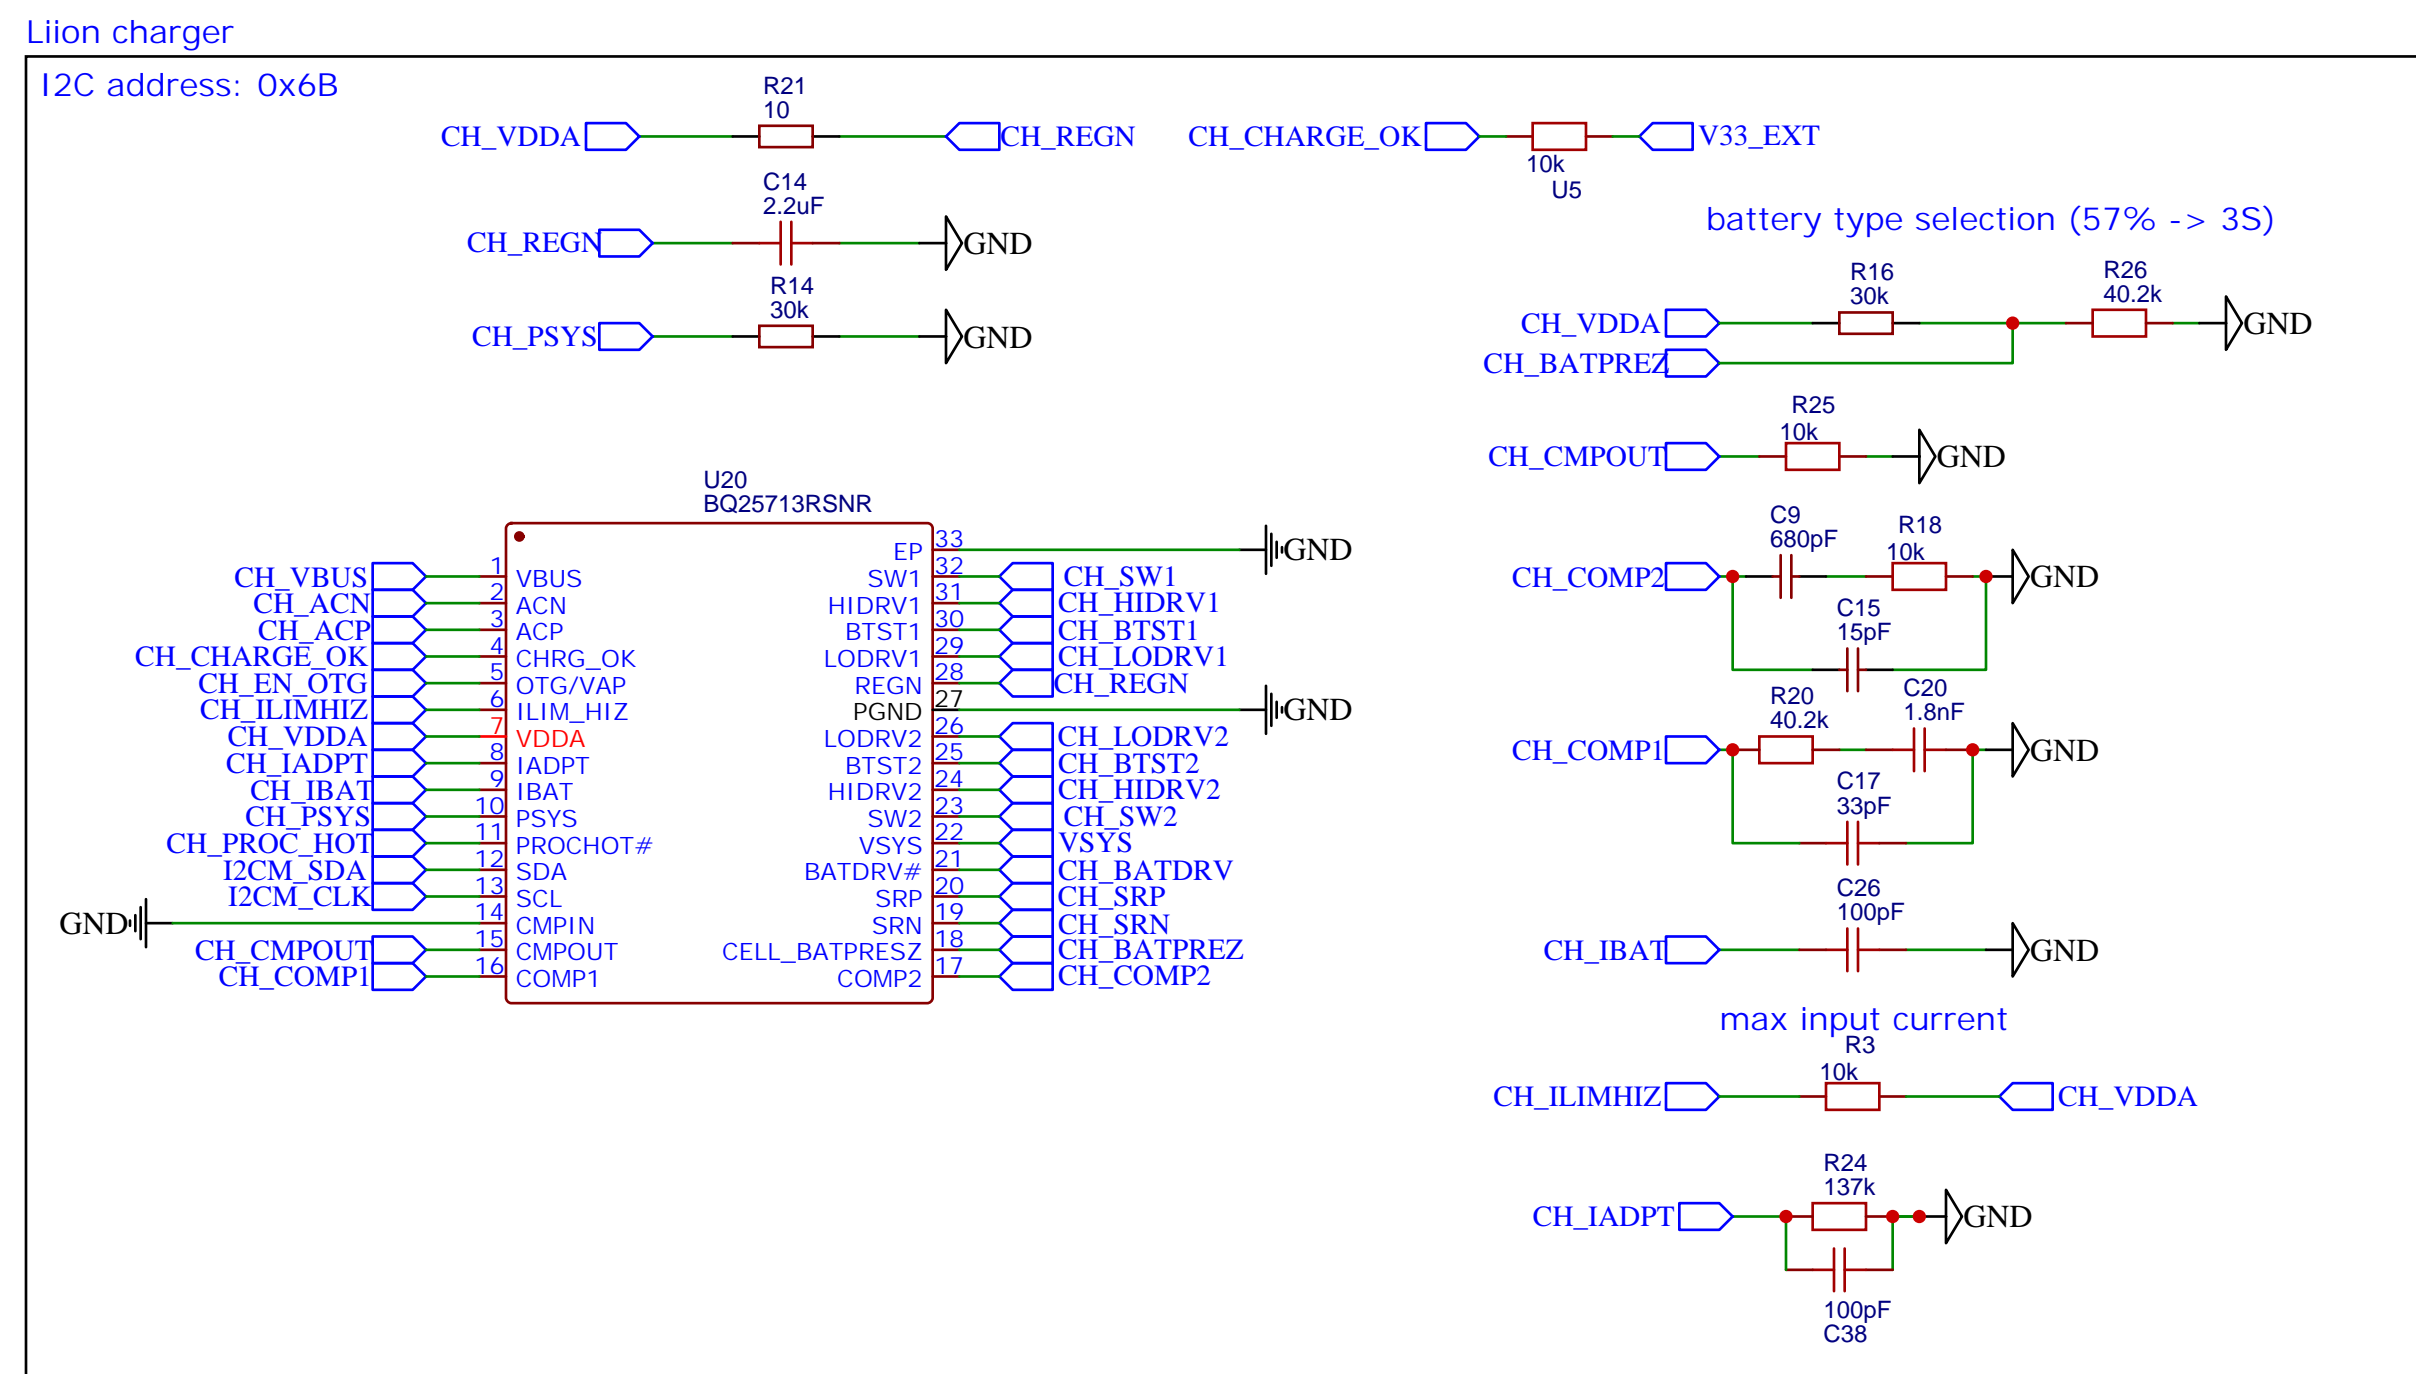 Liion charger
I2C address: 0x6B
R21
10
CH_VDDA
CH_REGN
C14
2.2uF
CH_REGN
GND
R14
30k
CH_PSYS
GND
CH_CHARGE_OK
V33_EXT
10k
U5
battery type selection (57% -> 3S)
R16
30k
R26
40.2k
CH_VDDA
GND
CH_BATPREZ
R25
10k
CH_CMPOUT
GND
C9
680pF
R18
10k
CH_COMP2
GND
C15
15pF
R20
40.2k
C20
1.8nF
CH_COMP1
GND
C17
33pF
C26
100pF
CH_IBAT
GND
max input current
R3
10k
CH_ILIMHIZ
CH_VDDA
R24
137k
CH_IADPT
GND
100pF
C38
U20
BQ25713RSNR
CH_VBUS 1 VBUS
CH_ACN 2 ACN
CH_ACP 3 ACP
CH_CHARGE_OK 4 CHRG_OK
CH_EN_OTG 5 OTG/VAP
CH_ILIMHIZ 6 ILIM_HIZ
CH_VDDA 7 VDDA
CH_IADPT 8 IADPT
CH_IBAT 9 IBAT
CH_PSYS 10 PSYS
CH_PROC_HOT 11 PROCHOT#
I2CM_SDA 12 SDA
I2CM_CLK 13 SCL
GND 14 CMPIN
CH_CMPOUT 15 CMPOUT
CH_COMP1 16 COMP1
EP 33 GND
SW1 32 CH_SW1
HIDRV1 31 CH_HIDRV1
BTST1 30 CH_BTST1
LODRV1 29 CH_LODRV1
REGN 28 CH_REGN
PGND 27 GND
LODRV2 26 CH_LODRV2
BTST2 25 CH_BTST2
HIDRV2 24 CH_HIDRV2
SW2 23 CH_SW2
VSYS 22 VSYS
BATDRV# 21 CH_BATDRV
SRP 20 CH_SRP
SRN 19 CH_SRN
CELL_BATPRESZ 18 CH_BATPREZ
COMP2 17 CH_COMP2